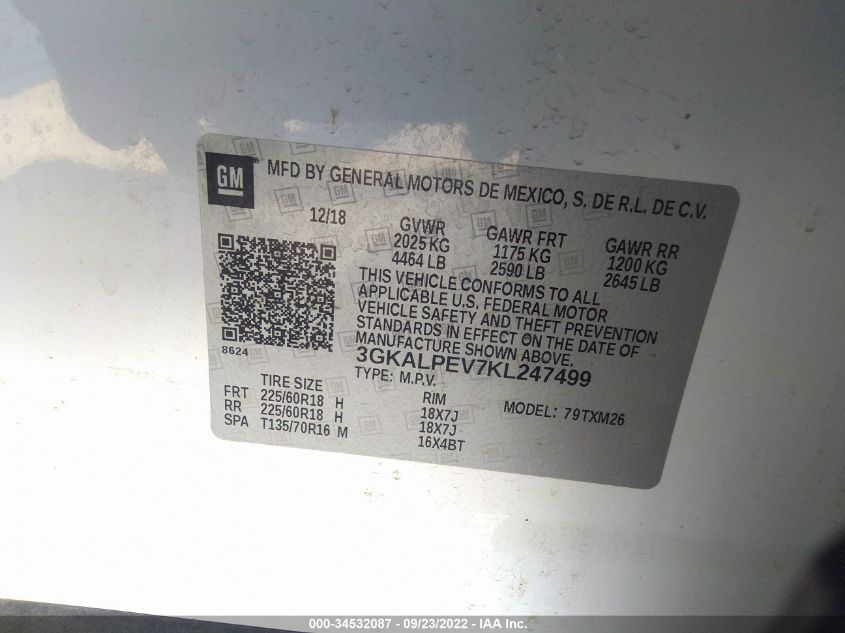 GM® MFD BY GENERAL MOTORS DE MEXICO, S. DE R.L. DE C.V.
12/18
GVWR
2025 KG
4464 LB
GAWR FRT
1175 KG
2590 LB
GAWR RR
1200 KG
2645 LB
THIS VEHICLE CONFORMS TO ALL
APPLICABLE U.S. FEDERAL MOTOR
VEHICLE SAFETY AND THEFT PREVENTION
STANDARDS IN EFFECT ON THE DATE OF
MANUFACTURE SHOWN ABOVE.
8624
3GKALPEV7KL247499
TYPE: M.P.V.
MODEL: 79TXM26
TIRE SIZE RIM
FRT 225/60R18 H 18X7J
RR 225/60R18 H 18X7J
SPA T135/70R16 M 16X4BT
000-34532087 - 09/23/2022 - IAA Inc.